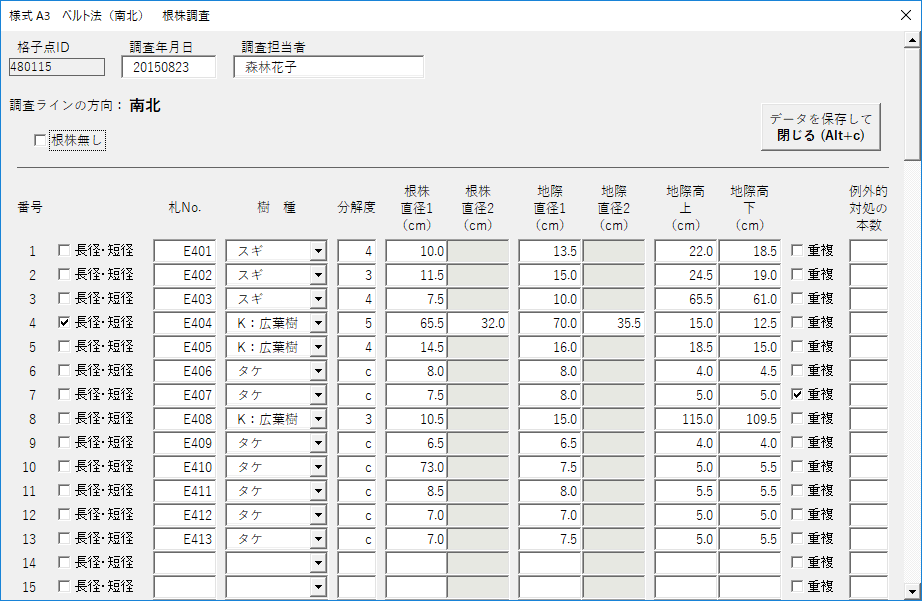 様式 A3　ベルト法（南北）　根株調査
格子点ID　調査年月日　調査担当者
480115　20150823　森林花子
調査ラインの方向： 南北
根株無し
データを保存して
閉じる (Alt+c)
番号　札No.　樹　種　分解度　根株 直径1 (cm)　根株 直径2 (cm)　地際 直径1 (cm)　地際 直径2 (cm)　地際高 上 (cm)　地際高 下 (cm)　例外的 対処の 本数
1　長径・短径　E401　スギ　4　10.0　13.5　22.0　18.5　重複
2　長径・短径　E402　スギ　3　11.5　15.0　24.5　19.0　重複
3　長径・短径　E403　スギ　4　7.5　10.0　65.5　61.0　重複
4　長径・短径　E404　K：広葉樹　5　65.5　32.0　70.0　35.5　15.0　12.5　重複
5　長径・短径　E405　K：広葉樹　4　14.5　16.0　18.5　15.0　重複
6　長径・短径　E406　タケ　c　8.0　8.0　4.0　4.5　重複
7　長径・短径　E407　タケ　c　7.5　8.0　5.0　5.0　重複
8　長径・短径　E408　K：広葉樹　3　10.5　15.0　115.0　109.5　重複
9　長径・短径　E409　タケ　c　6.5　6.5　4.0　4.0　重複
10　長径・短径　E410　タケ　c　73.0　7.5　5.0　5.5　重複
11　長径・短径　E411　タケ　c　8.5　8.0　5.5　5.5　重複
12　長径・短径　E412　タケ　c　7.0　7.0　5.0　5.5　重複
13　長径・短径　E413　タケ　c　7.0　7.5　5.0　5.5　重複
14　長径・短径　重複
15　長径・短径　重複